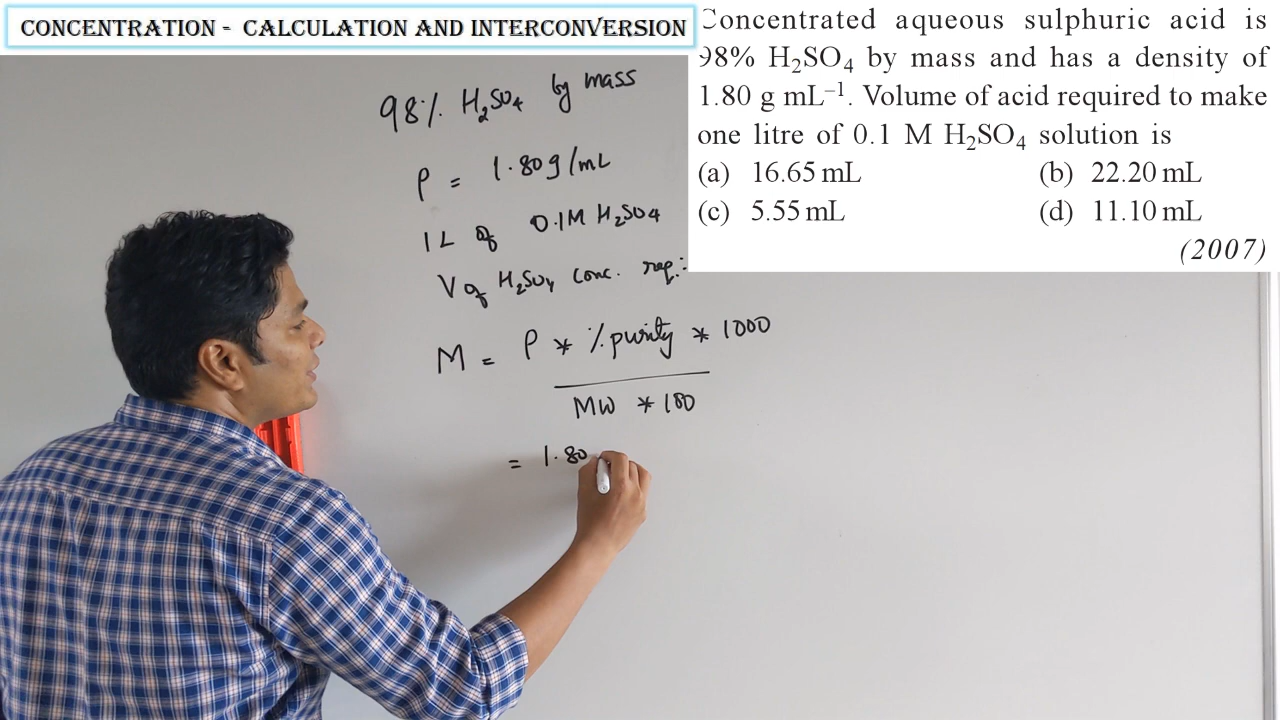 CONCENTRATION - CALCULATION AND INTERCONVERSION
Concentrated aqueous sulphuric acid is
98% H₂SO₄ by mass and has a density of
1.80 g mL⁻¹. Volume of acid required to make
one litre of 0.1 M H₂SO₄ solution is
(a) 16.65 mL (b) 22.20 mL
(c) 5.55 mL (d) 11.10 mL
(2007)
98% H₂SO₄ by mass
ρ = 1.80 g/mL
1L of 0.1M H₂SO₄
V of H₂SO₄ conc. req.:
M = ρ * % purity * 1000
MW * 100
= 1.80